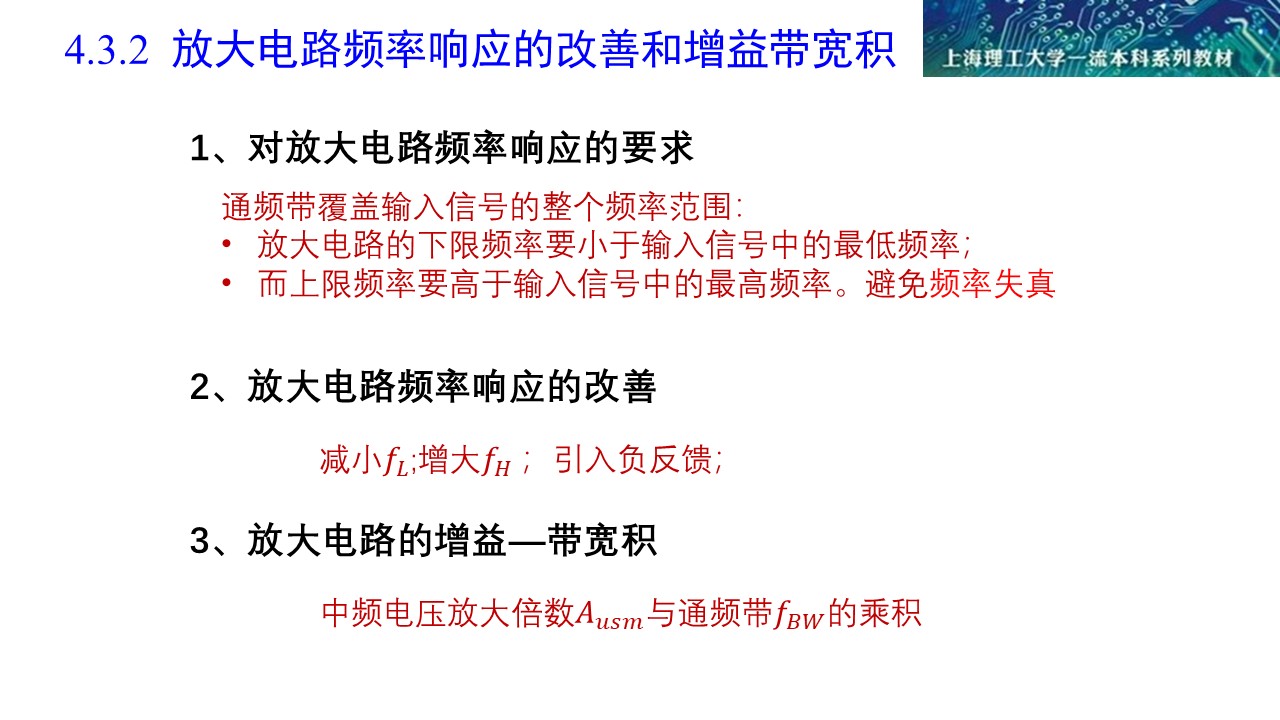 4.3.2 放大电路频率响应的改善和增益带宽积
上海理工大学一流本科系列教材
1、对放大电路频率响应的要求
通频带覆盖输入信号的整个频率范围：
• 放大电路的下限频率要小于输入信号中的最低频率；
• 而上限频率要高于输入信号中的最高频率。避免频率失真
2、放大电路频率响应的改善
减小f_L;增大f_H； 引入负反馈；
3、放大电路的增益—带宽积
中频电压放大倍数A_usm与通频带f_BW的乘积